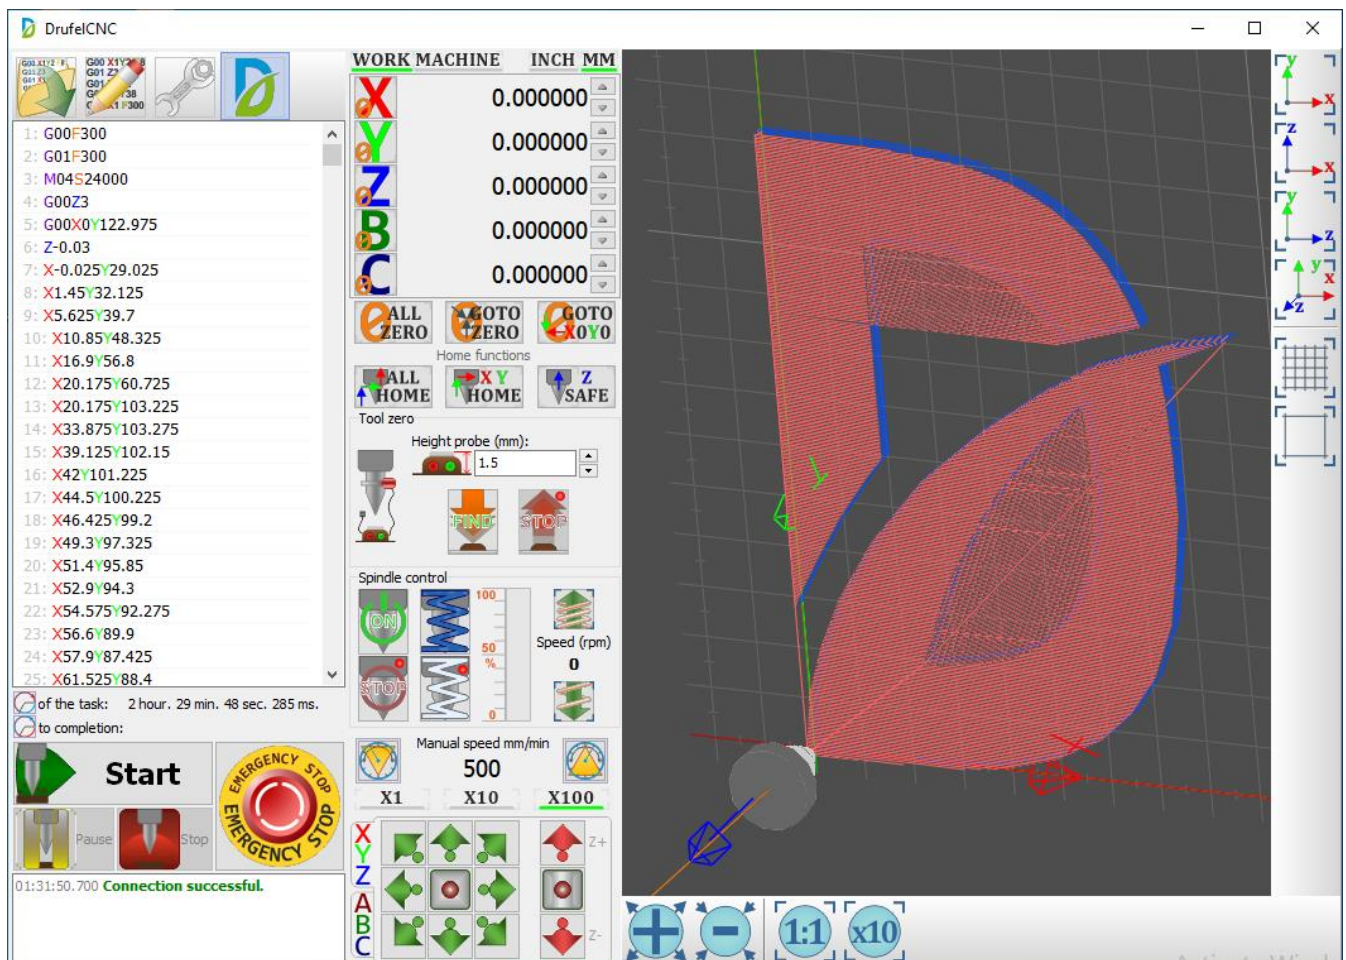 DrufelCNC
WORK MACHINE INCH MM
1: G00F300
2: G01F300
3: M04S24000
4: G00Z3
5: G00X0Y122.975
6: Z-0.03
7: X-0.025Y29.025
8: X1.45Y32.125
9: X5.625Y39.7
10: X10.85Y48.325
11: X16.9Y56.8
12: X20.175Y60.725
13: X20.175Y103.225
14: X33.875Y103.275
15: X39.125Y102.15
16: X42Y101.225
17: X44.5Y100.225
18: X46.425Y99.2
19: X49.3Y97.325
20: X51.4Y95.85
21: X52.9Y94.3
22: X54.575Y92.275
23: X56.6Y89.9
24: X57.9Y87.425
25: X61.525Y88.4
of the task: 2 hour. 29 min. 48 sec. 285 ms.
to completion:
Start
Pause
Stop
EMERGENCY STOP
EMERGENCY STOP
01:31:50.700 Connection successful.
X 0.000000
Y 0.000000
Z 0.000000
B 0.000000
C 0.000000
ALL ZERO
GOTO ZERO
GOTO X0Y0
Home functions
ALL HOME
X Y HOME
Z SAFE
Tool zero
Height probe (mm):
1.5
FIND
STOP
Spindle control
ON
STOP
100
50
%
0
Speed (rpm)
0
Manual speed mm/min
500
X1 X10 X100
X
Y
Z
A
B
C
Z+
Z-
y
x
z
x
y
z
y
x
z
1:1
x10